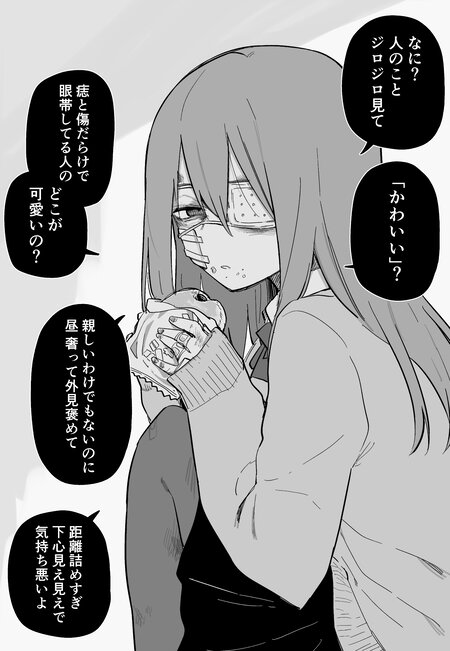 なに？
人のこと
ジロジロ見て
「かわいい」？
痣と傷だらけで
眼帯してる人の
どこが
可愛いの？
親しいわけでもないのに
昼奢って外見褒めて
距離詰めすぎ
下心見え見えで
気持ち悪いよ